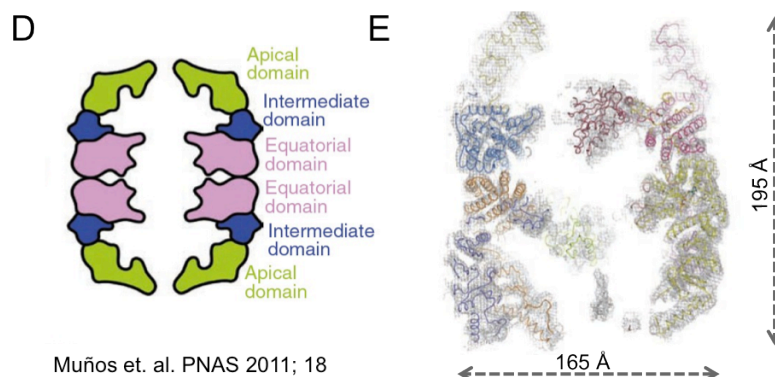 D
Apical
domain
Intermediate
domain
Equatorial
domain
Equatorial
domain
Intermediate
domain
Apical
domain
Muños et. al. PNAS 2011; 18
E
195 Å
165 Å